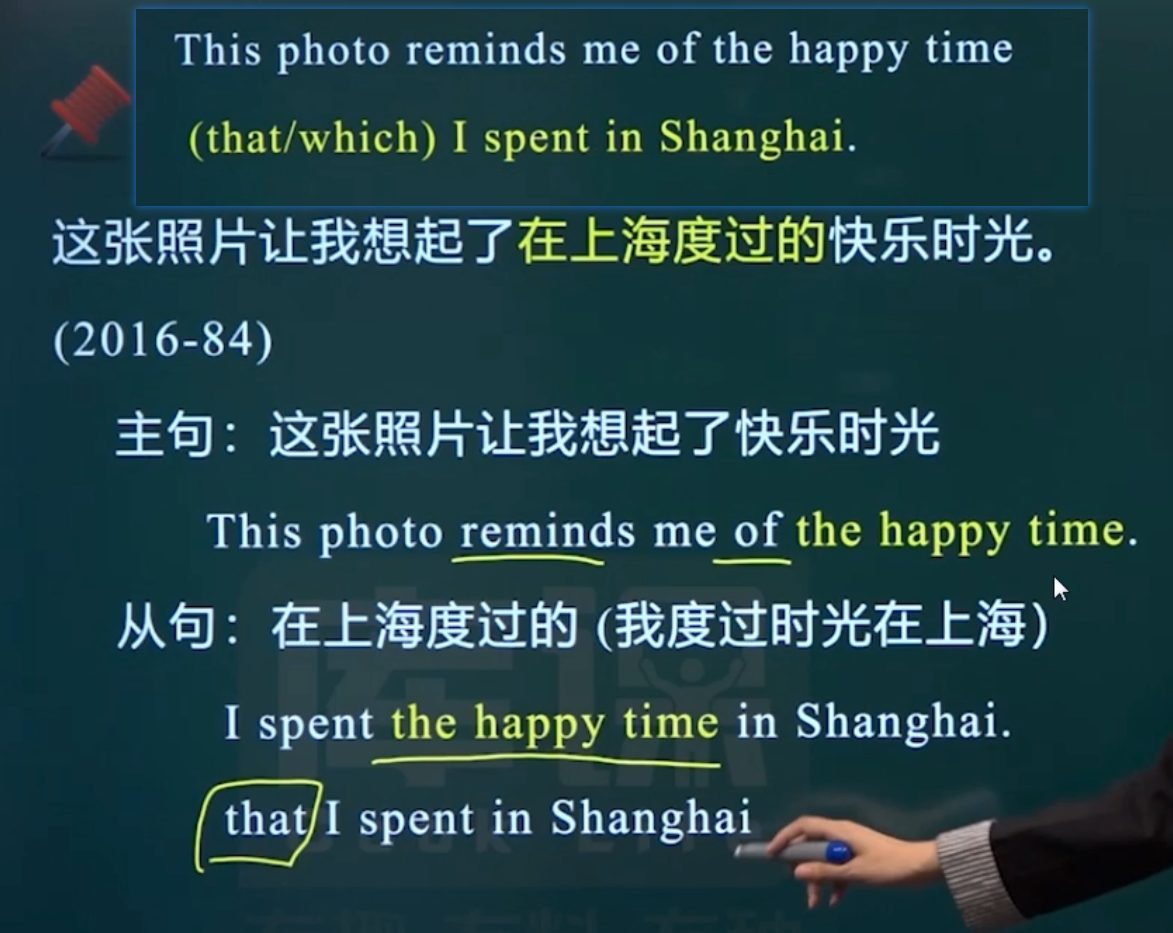 This photo reminds me of the happy time
(that/which) I spent in Shanghai.
这张照片让我想起了在上海度过的快乐时光。
(2016-84)
主句：这张照片让我想起了快乐时光
This photo reminds me of the happy time.
从句：在上海度过的 (我度过时光在上海）
I spent the happy time in Shanghai.
that I spent in Shanghai